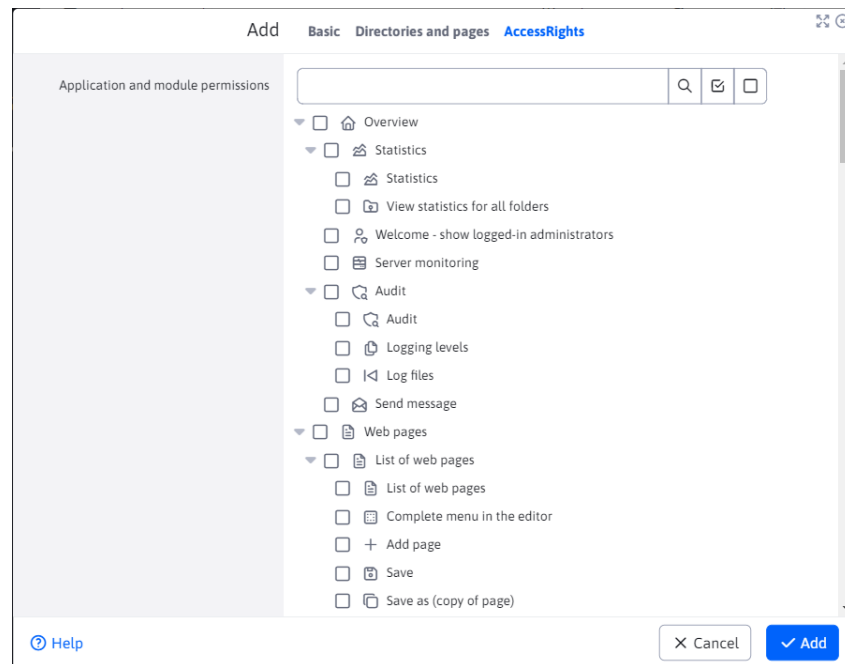 Add Basic Directories and pages AccessRights
Application and module permissions
Overview
Statistics
Statistics
View statistics for all folders
Welcome - show logged-in administrators
Server monitoring
Audit
Audit
Logging levels
Log files
Send message
Web pages
List of web pages
List of web pages
Complete menu in the editor
Add page
Save
Save as (copy of page)
Help Cancel Add